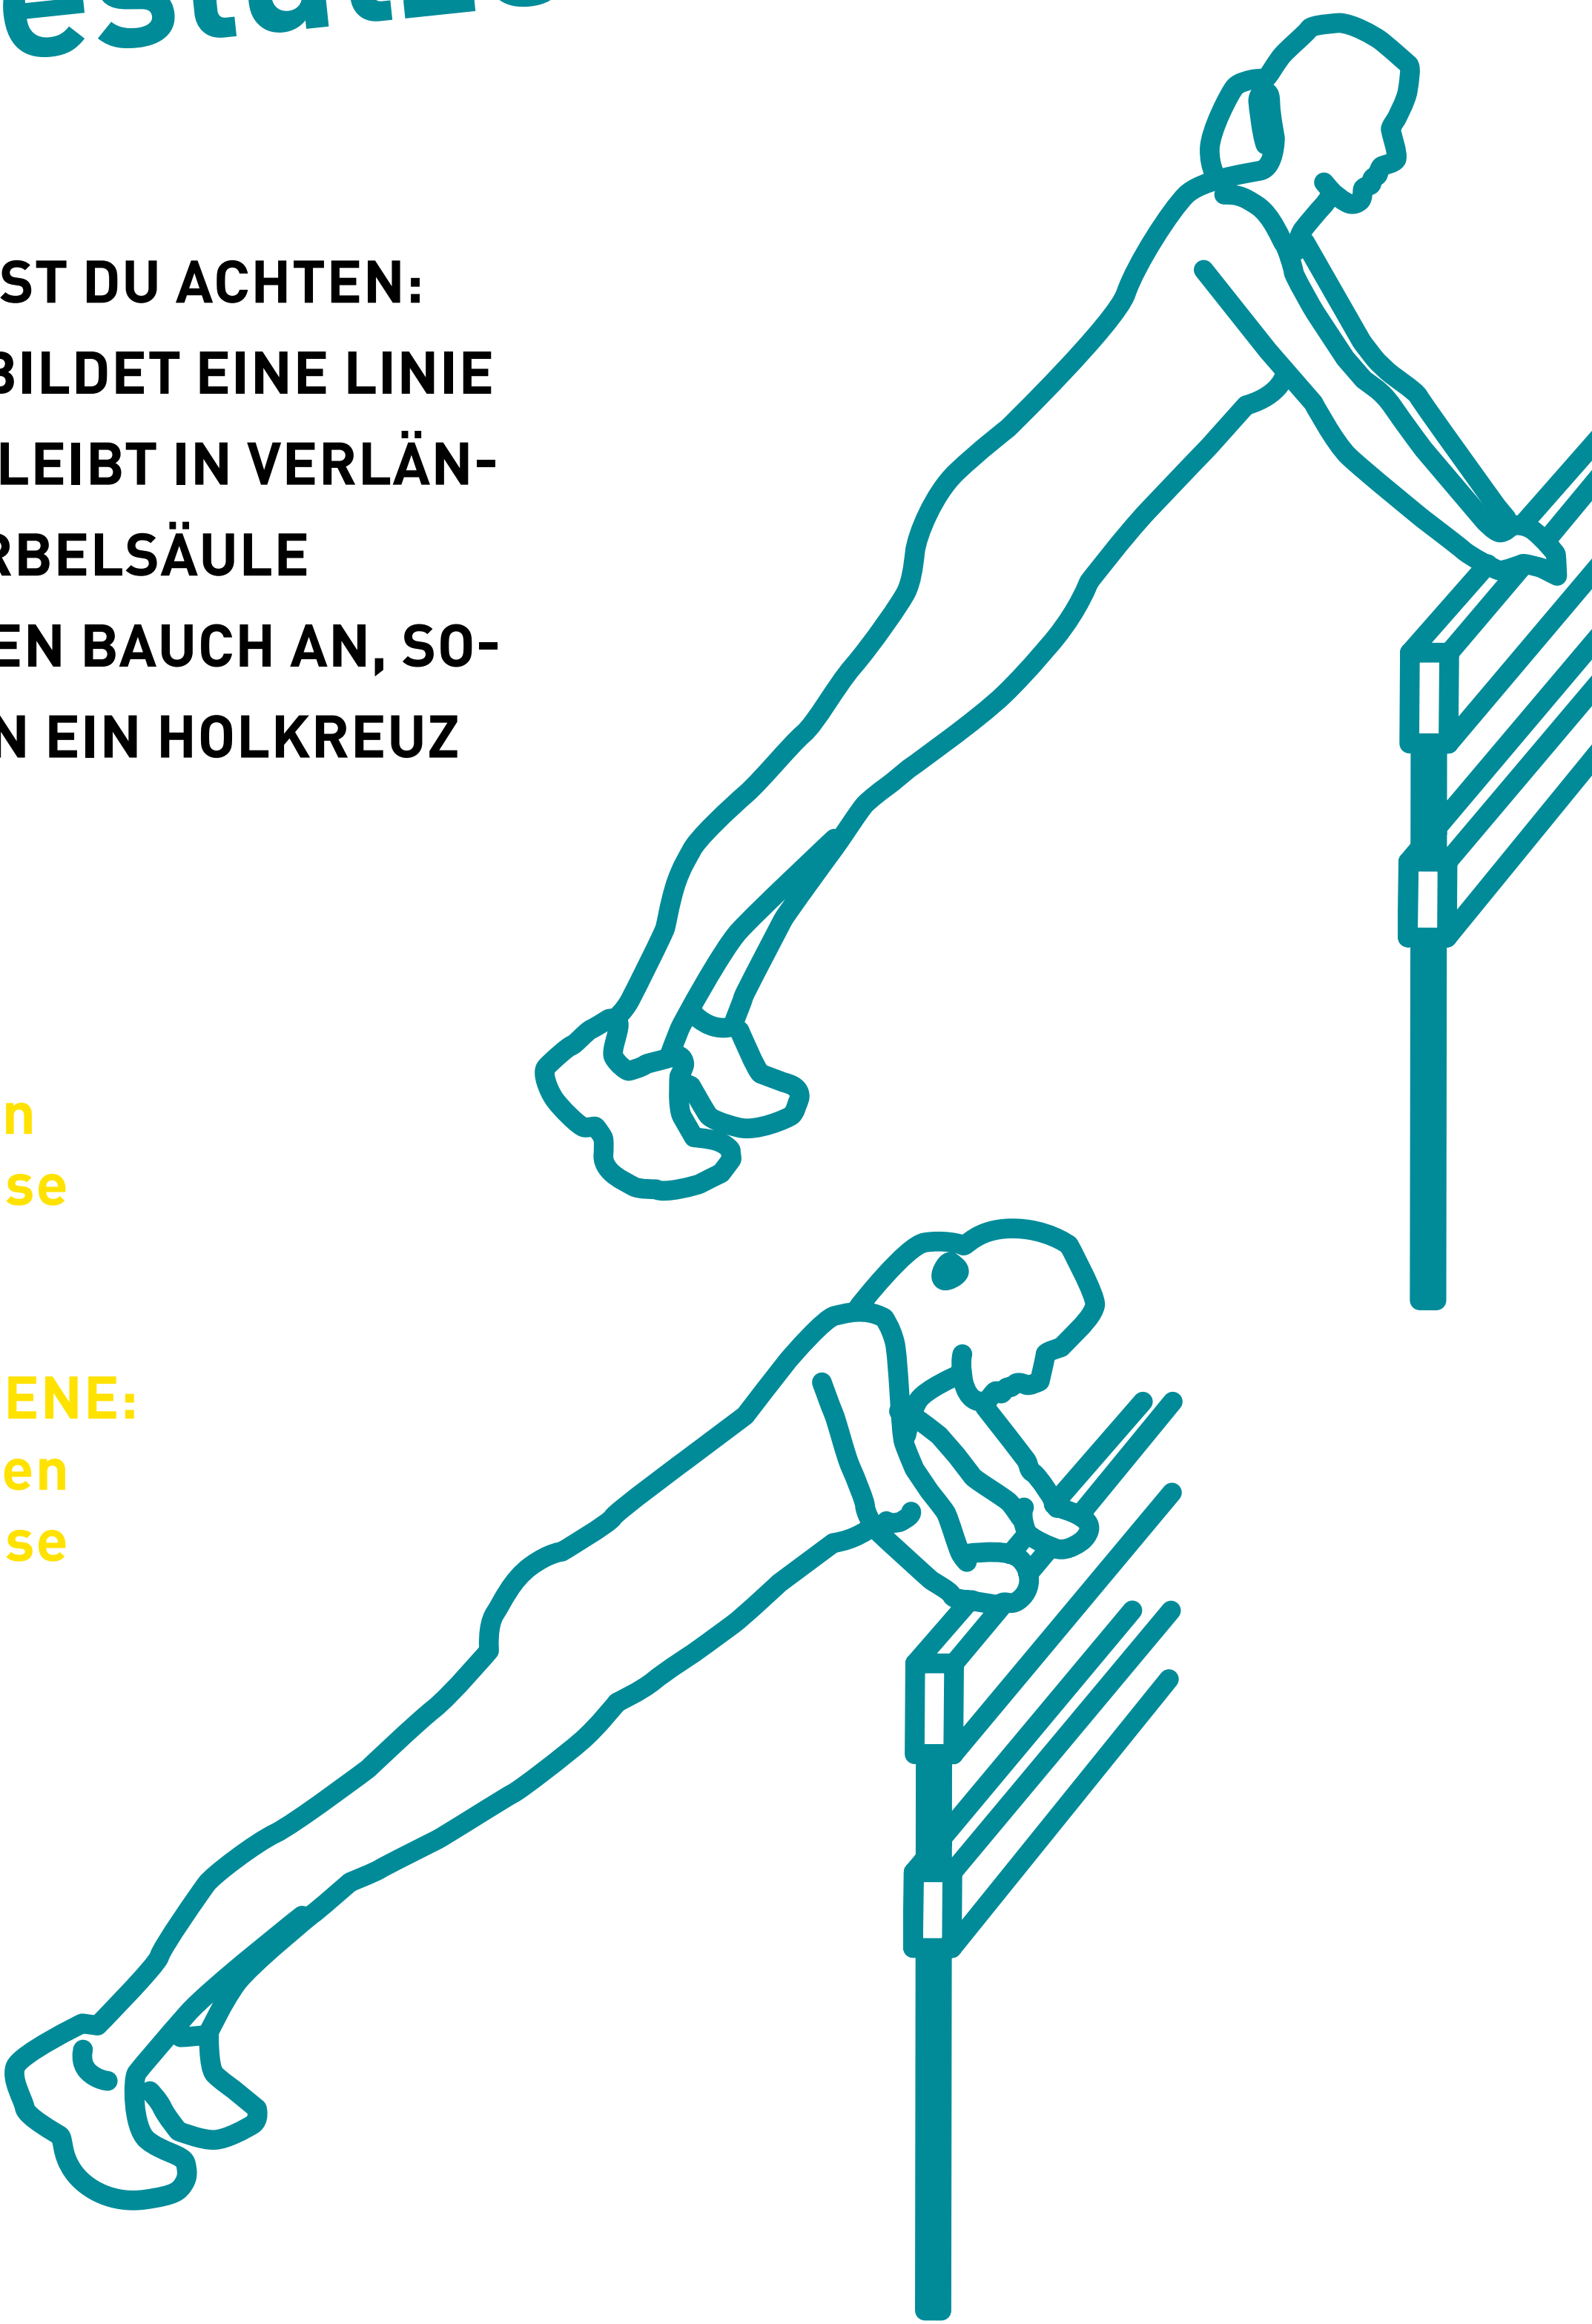 ST DU ACHTEN:
BILDET EINE LINIE
LEIBT IN VERLÄN-
RBELSÄULE
EN BAUCH AN, SO-
N EIN HOLKREUZ
n
se
ENE:
en
se